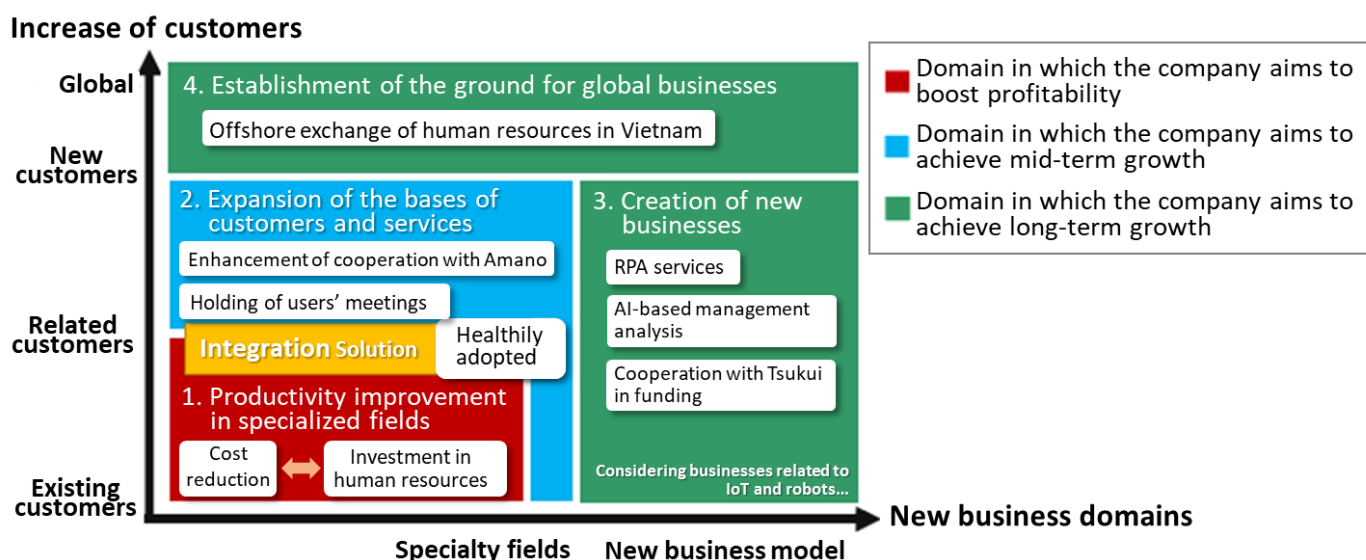 Increase of customers
Global
New
customers
Related
customers
Existing
customers
4. Establishment of the ground for global businesses
Offshore exchange of human resources in Vietnam
2. Expansion of the bases of
customers and services
Enhancement of cooperation with Amano
Holding of users’ meetings
Integration Solution
Healthily
adopted
1. Productivity improvement
in specialized fields
Cost
reduction
Investment in
human resources
3. Creation of new
businesses
RPA services
AI-based management
analysis
Cooperation with Tsukui
in funding
Considering businesses related to
IoT and robots...
Specialty fields
New business model
New business domains
Domain in which the company aims to
boost profitability
Domain in which the company aims to
achieve mid-term growth
Domain in which the company aims to
achieve long-term growth